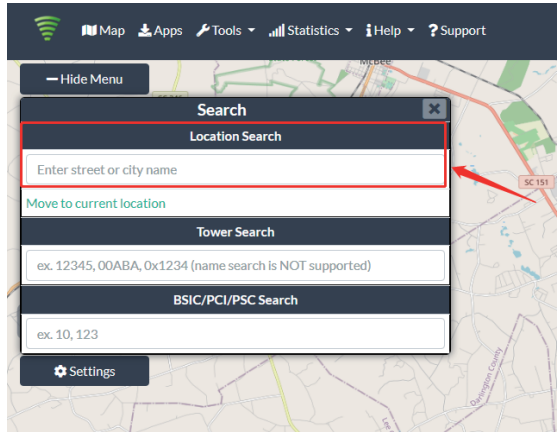 Map Apps Tools Statistics Help ? Support
McBee
Hide Menu
Search
Location Search
Enter street or city name
SC 151
Move to current location
Tower Search
ex. 12345, 00ABA, 0x1234 (name search is NOT supported)
BSIC/PCI/PSC Search
ex. 10, 123
Settings
Darlington County